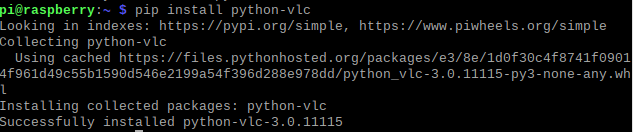 pi@raspberry:~ $ pip install python-vlc
Looking in indexes: https://pypi.org/simple, https://www.piwheels.org/simple
Collecting python-vlc
  Using cached https://files.pythonhosted.org/packages/e3/8e/1d0f30c4f8741f0901
4f961d49c55b1590d546e2199a54f396d288e978dd/python_vlc-3.0.11115-py3-none-any.wh
l
Installing collected packages: python-vlc
Successfully installed python-vlc-3.0.11115